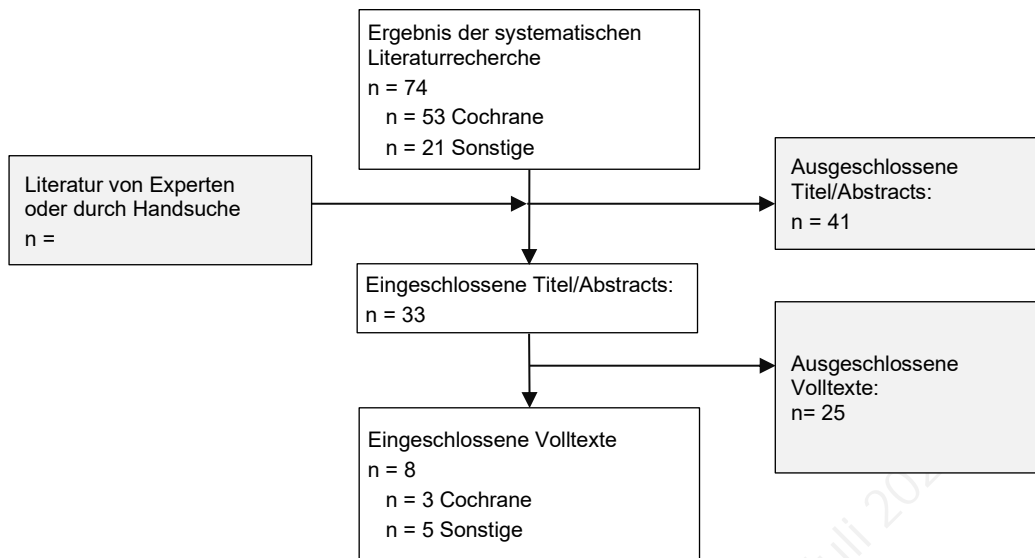 Ergebnis der systematischen
Literaturrecherche
n = 74
n = 53 Cochrane
n = 21 Sonstige
Literatur von Experten
oder durch Handsuche
n =
Ausgeschlossene
Titel/Abstracts:
n = 41
Eingeschlossene Titel/Abstracts:
n = 33
Ausgeschlossene
Volltexte:
n= 25
Eingeschlossene Volltexte
n = 8
n = 3 Cochrane
n = 5 Sonstige